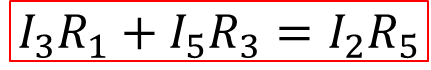 I₃R₁ + I₅R₃ = I₂R₅